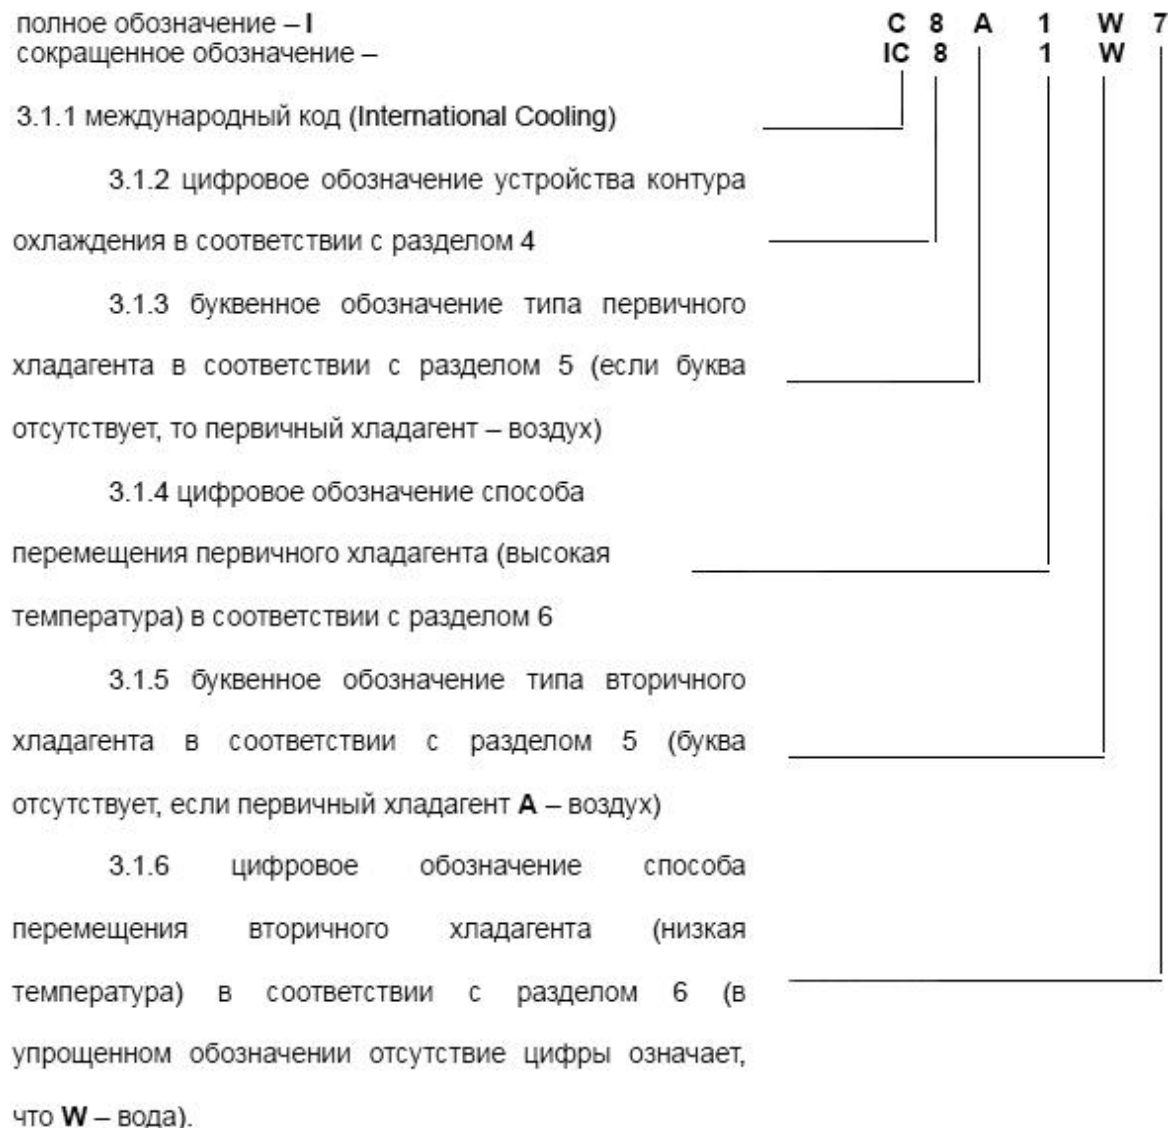 полное обозначение – I C 8 A 1 W 7
сокращенное обозначение – IC 8 1 W
3.1.1 международный код (International Cooling)
3.1.2 цифровое обозначение устройства контура
охлаждения в соответствии с разделом 4
3.1.3 буквенное обозначение типа первичного
хладагента в соответствии с разделом 5 (если буква
отсутствует, то первичный хладагент – воздух)
3.1.4 цифровое обозначение способа
перемещения первичного хладагента (высокая
температура) в соответствии с разделом 6
3.1.5 буквенное обозначение типа вторичного
хладагента в соответствии с разделом 5 (буква
отсутствует, если первичный хладагент A – воздух)
3.1.6 цифровое обозначение способа
перемещения вторичного хладагента (низкая
температура) в соответствии с разделом 6 (в
упрощенном обозначении отсутствие цифры означает,
что W – вода).